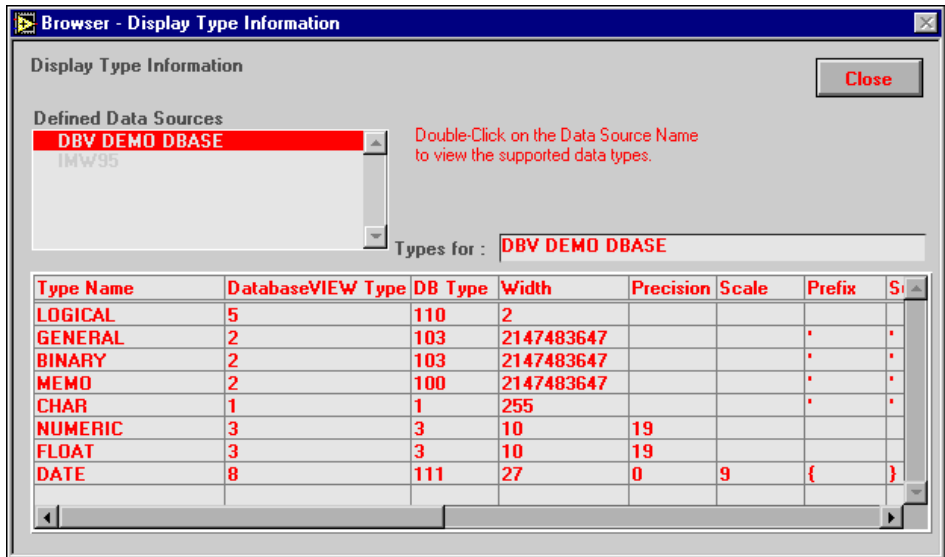 Browser - Display Type Information
Display Type Information
Close
Defined Data Sources
DBV DEMO DBASE
IMW95
Double-Click on the Data Source Name
to view the supported data types.
Types for : DBV DEMO DBASE
Type Name DatabaseVIEW Type DB Type Width Precision Scale Prefix
LOGICAL 5 110 2
GENERAL 2 103 2147483647 ' '
BINARY 2 103 2147483647 ' '
MEMO 2 100 2147483647 ' '
CHAR 1 1 255 ' '
NUMERIC 3 3 10 19
FLOAT 3 3 10 19
DATE 8 111 27 0 9 { }